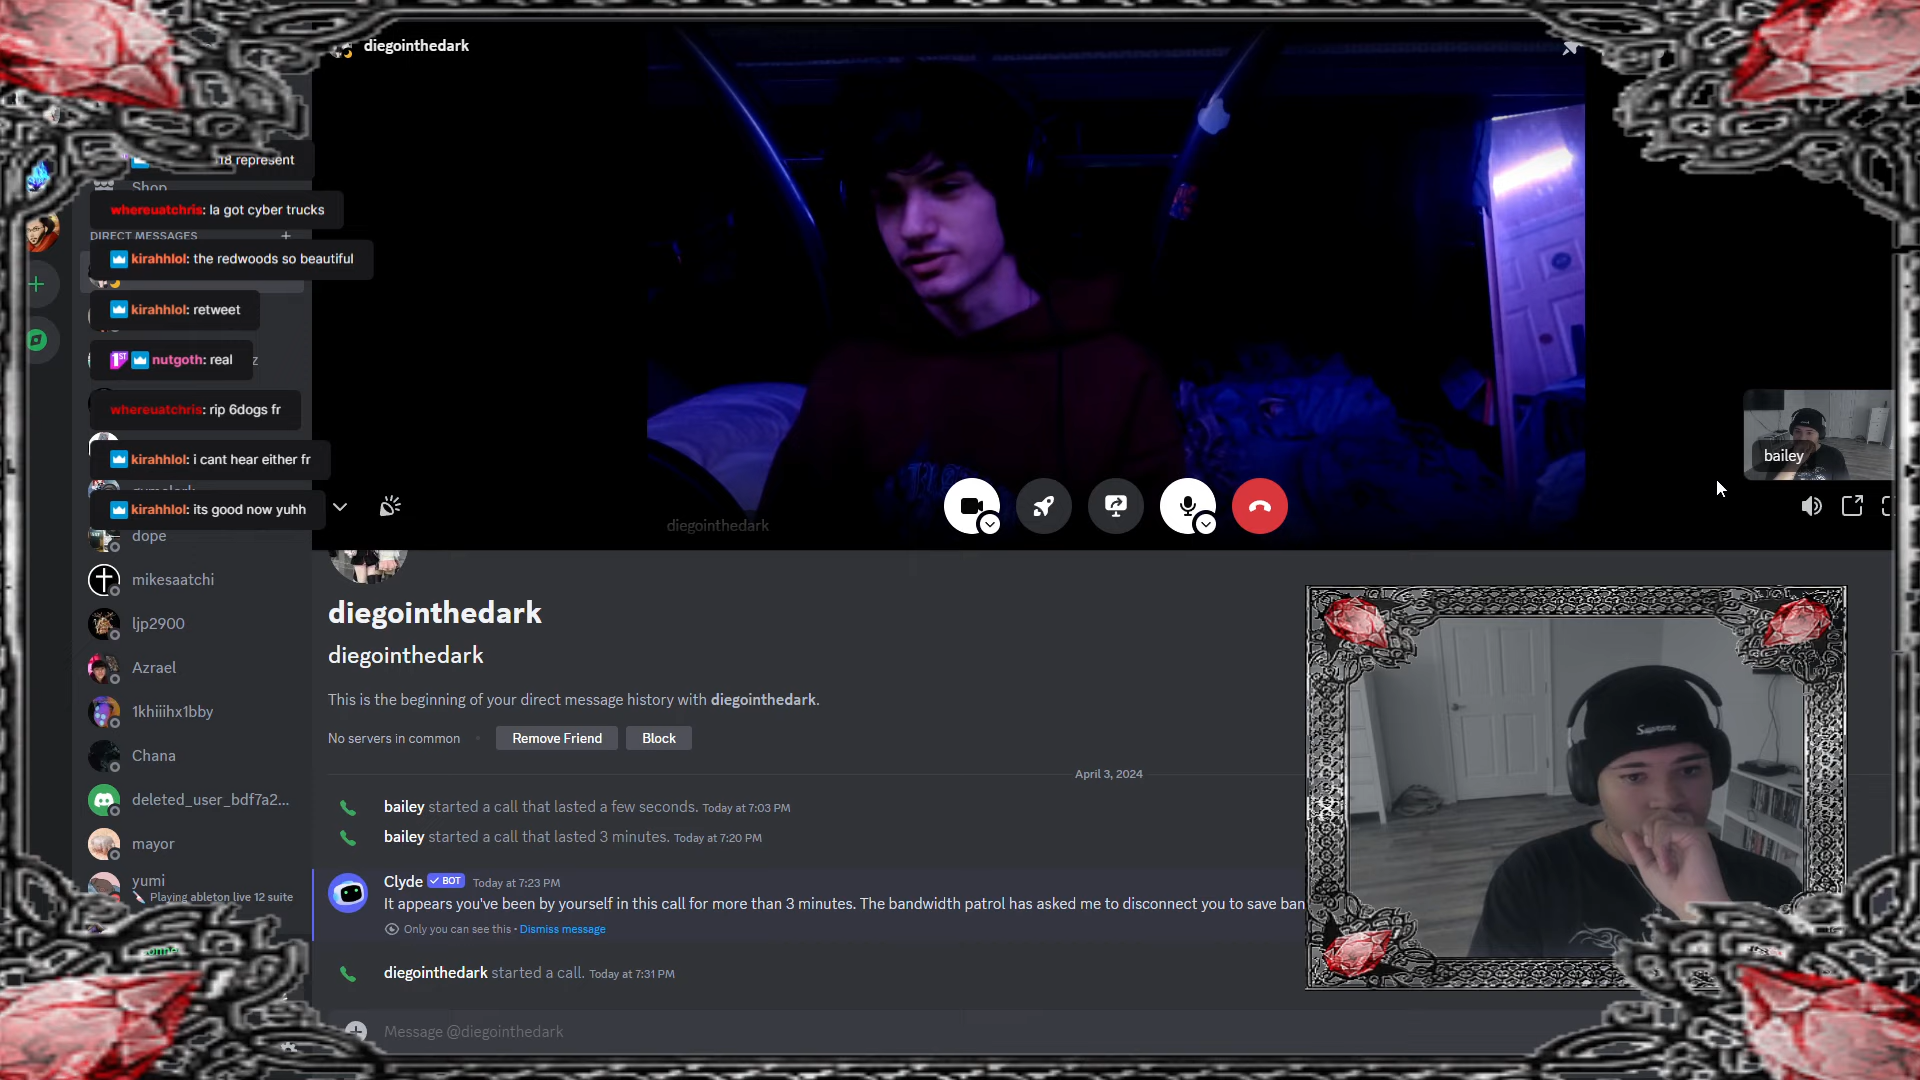 diegointhedark
18 represent
Shop
whereuatchris: la got cyber trucks
DIRECT MESSAGES
kirahhlol: the redwoods so beautiful
kirahhlol: retweet
1ST nutgoth: real
z
whereuatchris: rip 6dogs fr
kirahhlol: i cant hear either fr
kirahhlol: its good now yuhh
dope
mikesaatchi
ljp2900
Azrael
1khiiihx1bby
Chana
deleted_user_bdf7a2...
mayor
yumi
Playing ableton live 12 suite
diegointhedark
bailey
diegointhedark
diegointhedark
This is the beginning of your direct message history with diegointhedark.
No servers in common
Remove Friend
Block
April 3, 2024
bailey started a call that lasted a few seconds. Today at 7:03 PM
bailey started a call that lasted 3 minutes. Today at 7:20 PM
Clyde BOT Today at 7:23 PM
It appears you've been by yourself in this call for more than 3 minutes. The bandwidth patrol has asked me to disconnect you to save ban
Only you can see this • Dismiss message
diegointhedark started a call. Today at 7:31 PM
Message @diegointhedark
Supreme